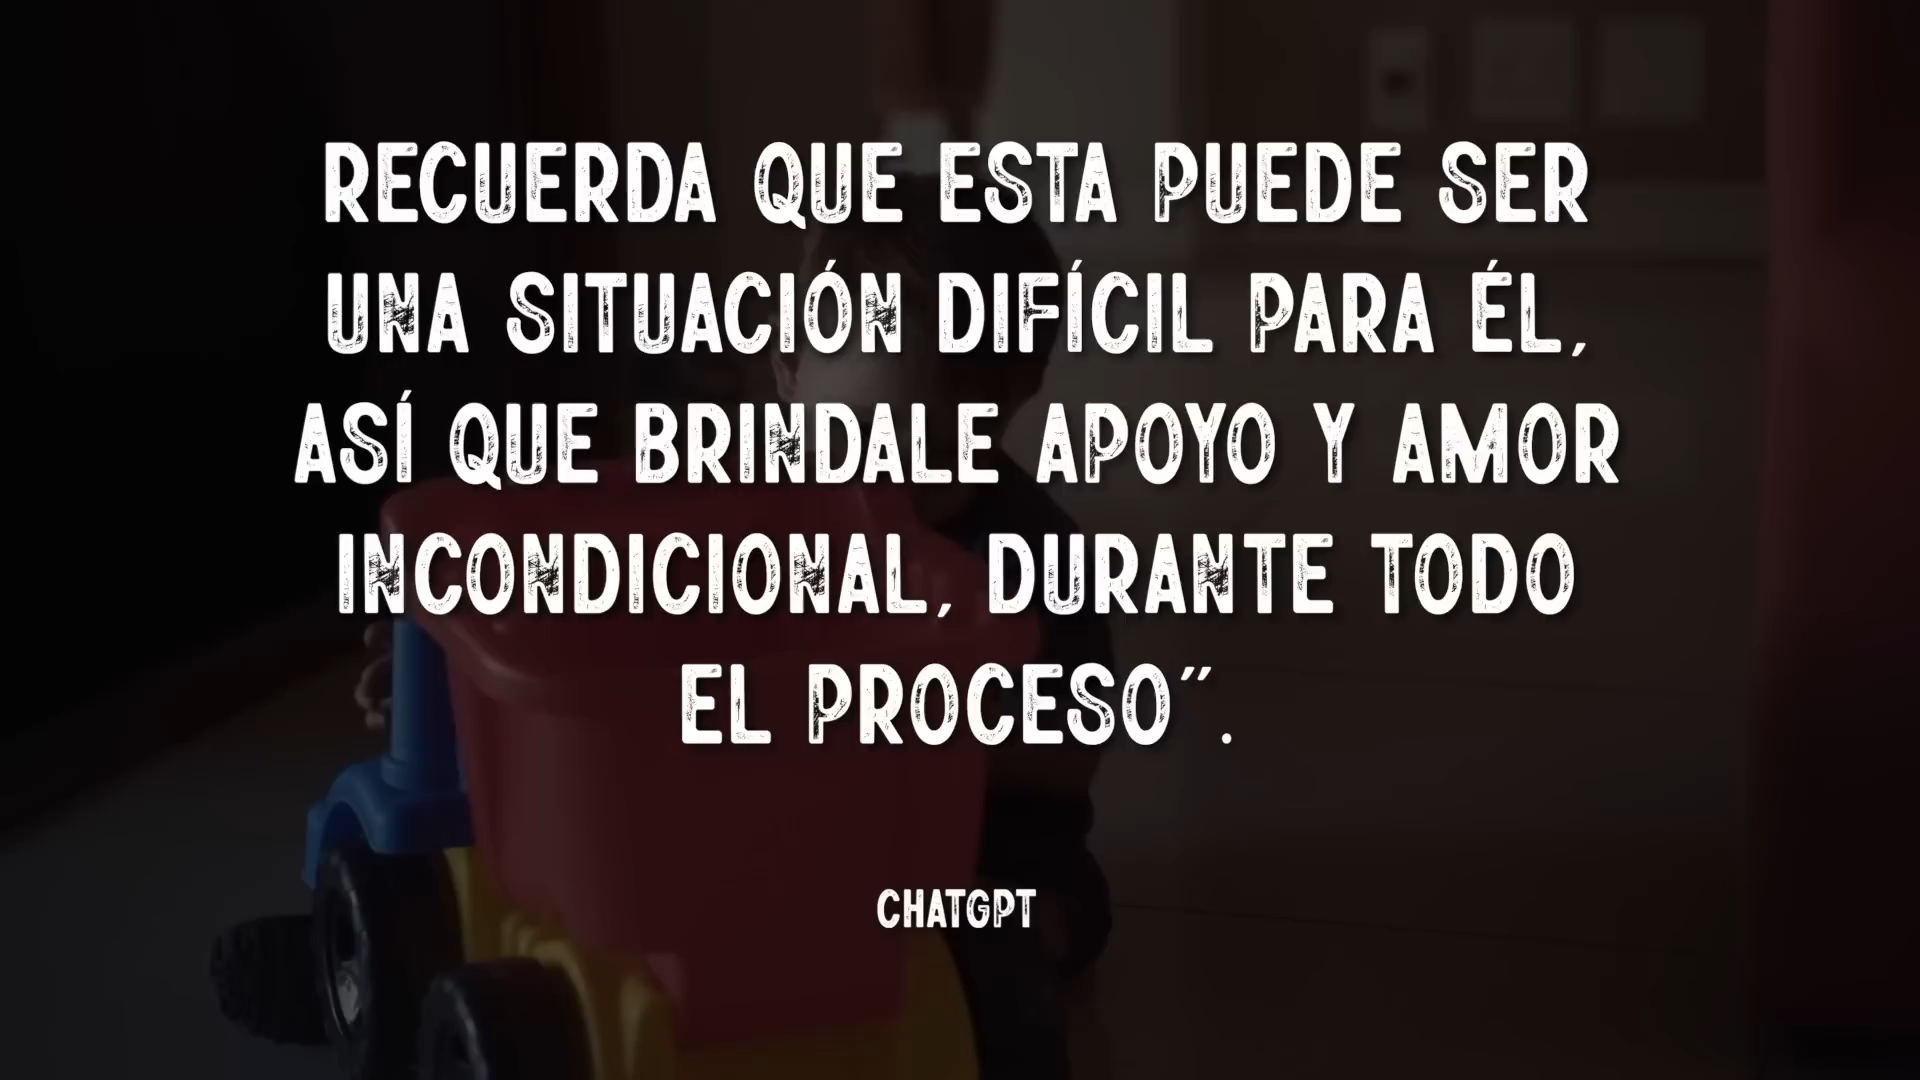 RECUERDA QUE ESTA PUEDE SER
UNA SITUACIÓN DIFÍCIL PARA ÉL,
ASÍ QUE BRINDALE APOYO Y AMOR
INCONDICIONAL, DURANTE TODO
EL PROCESO”.
CHATGPT